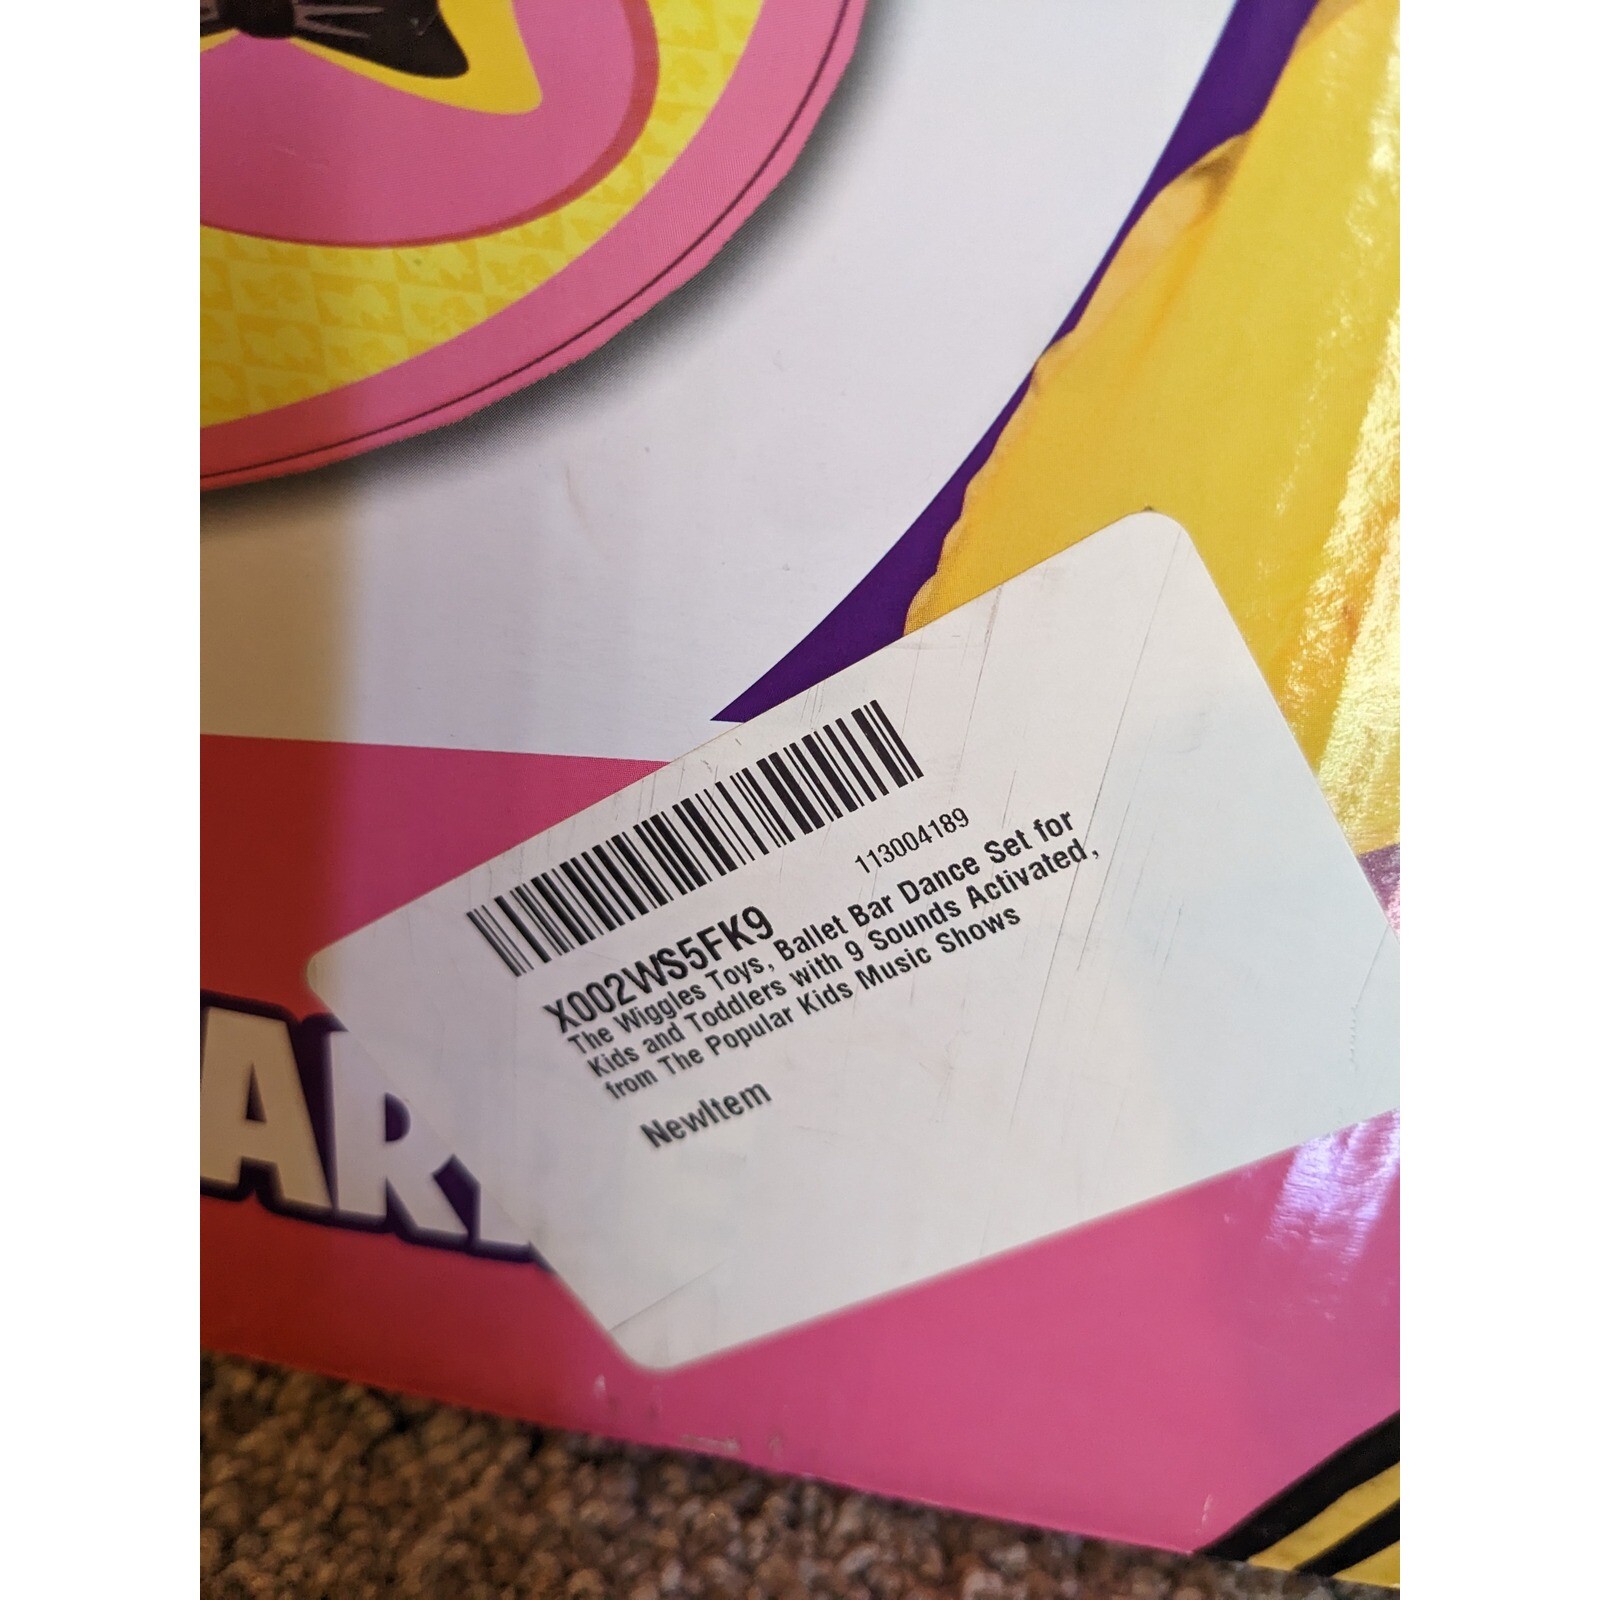 113004189
X002WS5FK9
The Wiggles Toys, Ballet Bar Dance Set for
Kids and Toddlers with 9 Sounds Activated,
from The Popular Kids Music Shows
NewItem
ARY